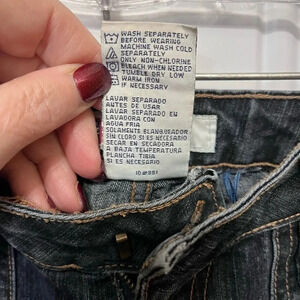 WASH SEPARATELY
BEFORE WEARING
MACHINE WASH COLD
SEPARATELY
ONLY NON-CHLORINE
BLEACH WHEN NEEDED
TUMBLE DRY LOW
WARM IRON
IF NECESSARY
LAVAR SEPARADO
ANTES DE USAR
LAVAR SEPARADO EN
LAVADORA CON
AGUA FRIA
SOLAMENTE BLANQUEADOR
SIN CLORO SI ES NECESARIO
SECAR EN SECADORA
A BAJA TEMPERATURA
PLANCHA TIBIA
SI ES NECESARIO